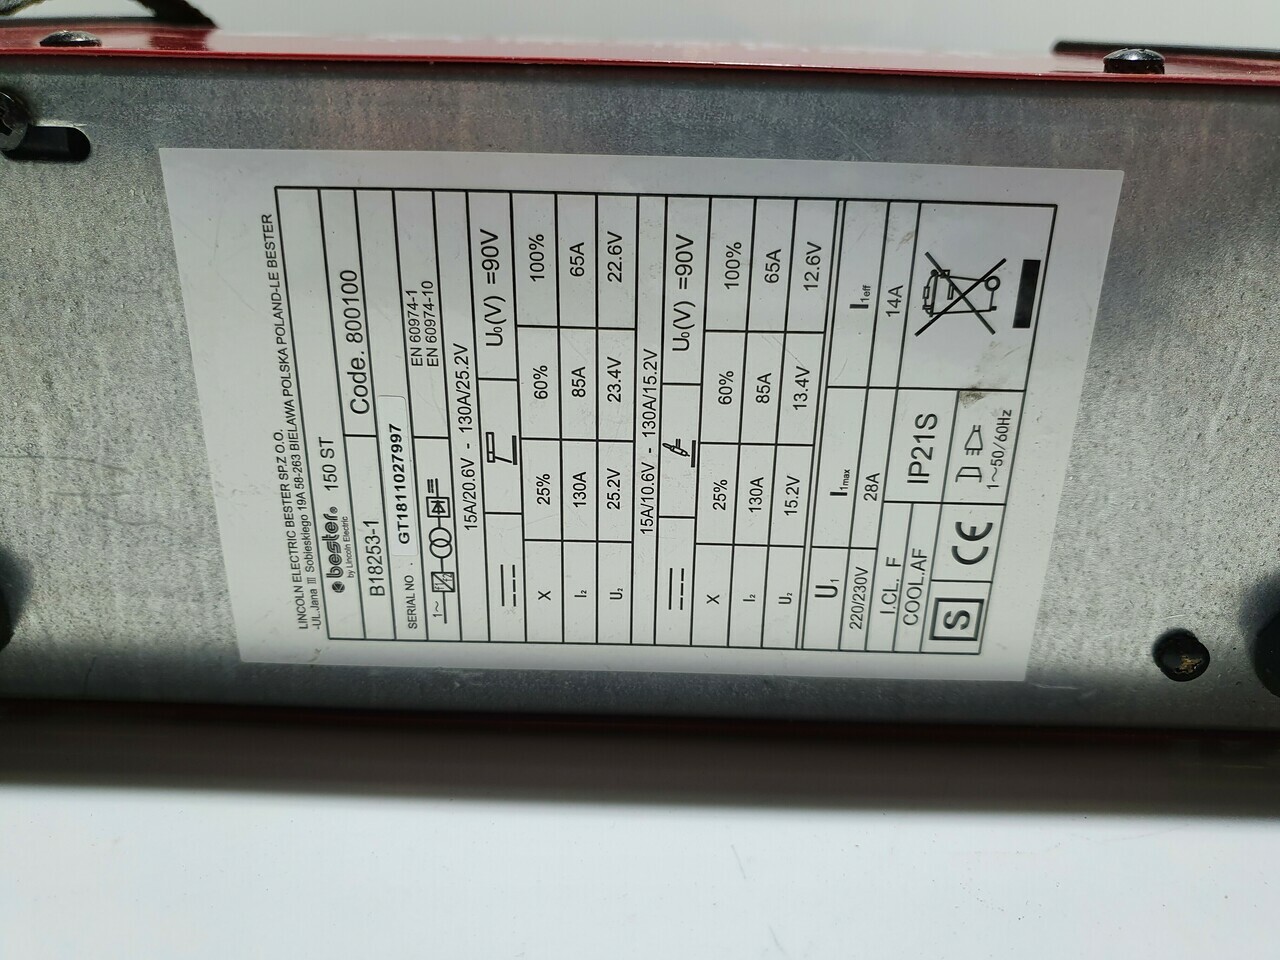 LINCOLN ELECTRIC BESTER SP.Z O.O.
-UL.Jana III Sobieskiego 19A 58-263 BIELAWA POLSKA POLAND-LE BESTER
bester® 150 ST
by Lincoln Electric
B18253-1 Code. 800100
SERIAL NO . GT1811027997
1~ EN 60974-1
EN 60974-10
15A/20.6V - 130A/25.2V
U₀(V) =90V
X 25% 60% 100%
I₂ 130A 85A 65A
U₂ 25.2V 23.4V 22.6V
15A/10.6V - 130A/15.2V
U₀(V) =90V
X 25% 60% 100%
I₂ 130A 85A 65A
U₂ 15.2V 13.4V 12.6V
U₁ I₁max I₁eff
220/230V 28A 14A
I.CL. F IP21S
COOL.AF
S CE 1~50/60Hz